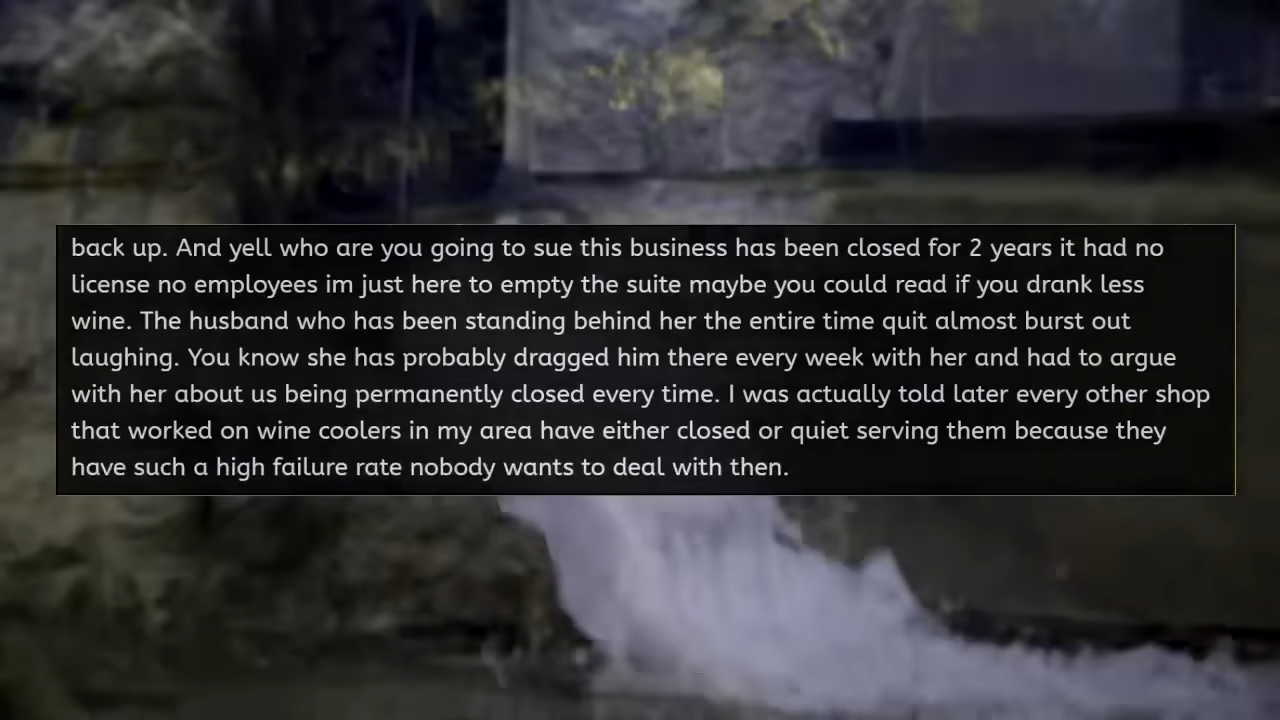 back up. And yell who are you going to sue this business has been closed for 2 years it had no
license no employees im just here to empty the suite maybe you could read if you drank less
wine. The husband who has been standing behind her the entire time quit almost burst out
laughing. You know she has probably dragged him there every week with her and had to argue
with her about us being permanently closed every time. I was actually told later every other shop
that worked on wine coolers in my area have either closed or quiet serving them because they
have such a high failure rate nobody wants to deal with then.